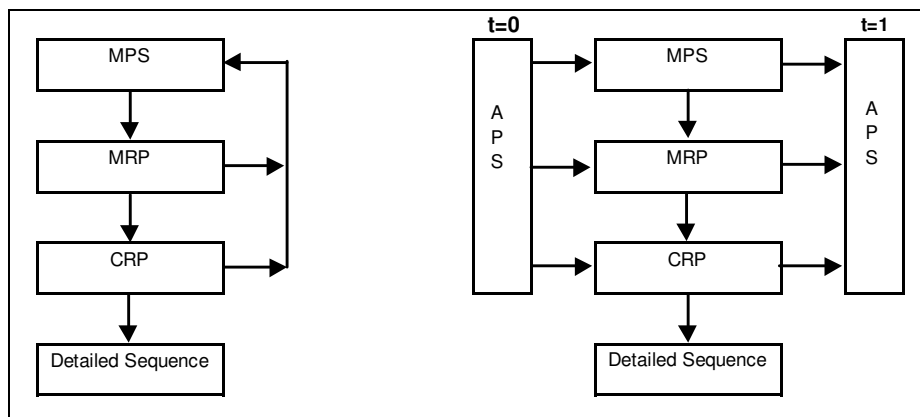 MPS
MRP
CRP
Detailed Sequence
t=0
t=1
A
P
S
MPS
MRP
CRP
Detailed Sequence
A
P
S